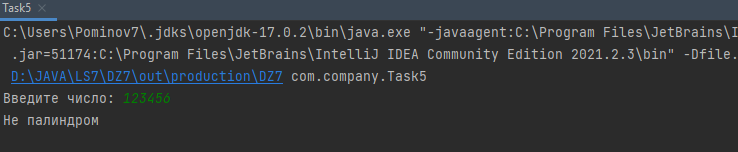 Task5
C:\Users\Pominov7\.jdks\openjdk-17.0.2\bin\java.exe "-javaagent:C:\Program Files\JetBrains\I
.jar=51174:C:\Program Files\JetBrains\IntelliJ IDEA Community Edition 2021.2.3\bin" -Dfile.
D:\JAVA\LS7\DZ7\out\production\DZ7 com.company.Task5
Введите число: 123456
Не палиндром